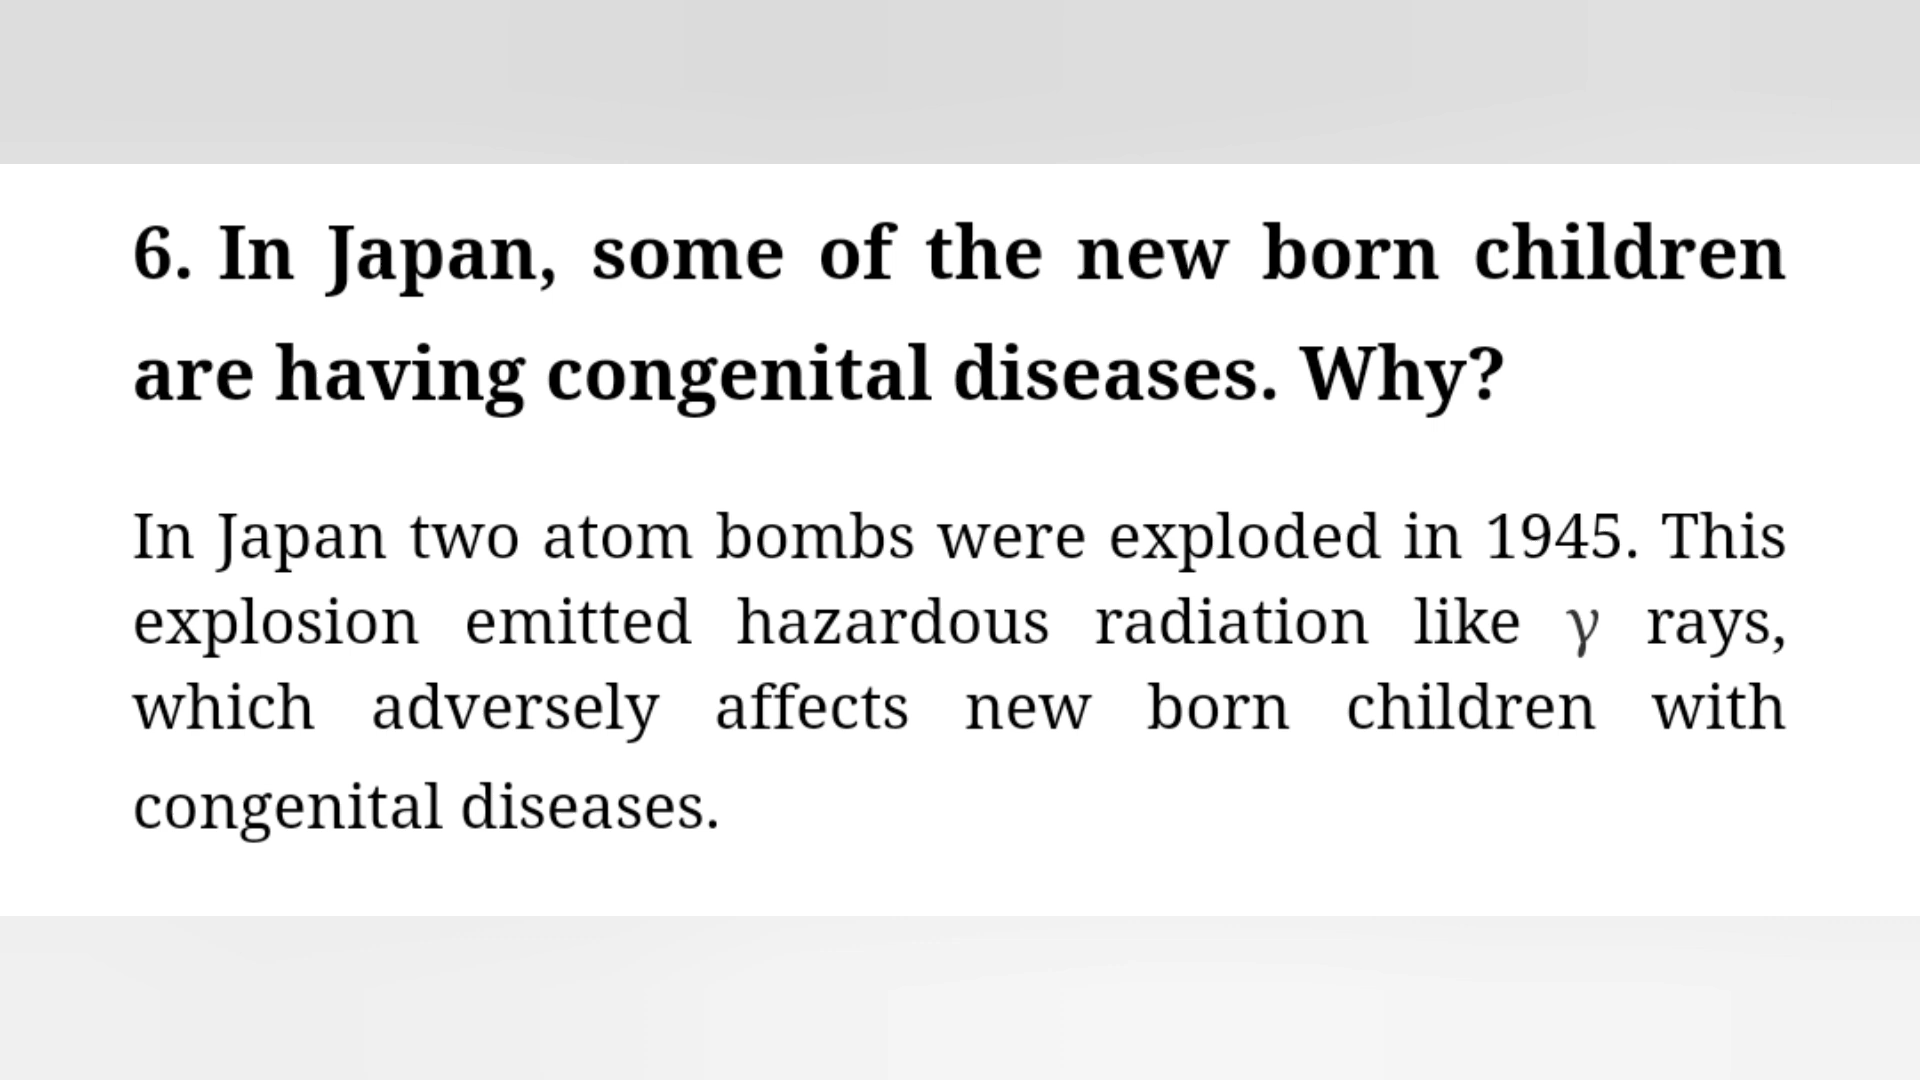 6. In Japan, some of the new born children
are having congenital diseases. Why?
In Japan two atom bombs were exploded in 1945. This
explosion emitted hazardous radiation like γ rays,
which adversely affects new born children with
congenital diseases.